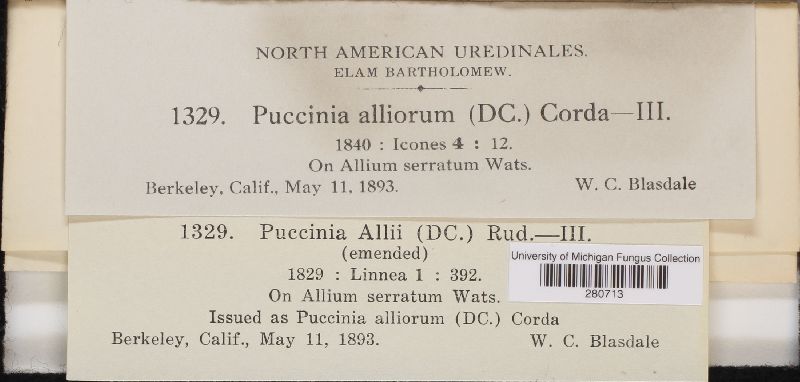 NORTH AMERICAN UREDINALES.
ELAM BARTHOLOMEW.
1329. Puccinia alliorum (DC.) Corda—III.
1840 : Icones 4 : 12.
On Allium serratum Wats.
Berkeley, Calif., May 11, 1893. W. C. Blasdale
1329. Puccinia Allii (DC.) Rud.—III.
(emended)
1829 : Linnea 1 : 392.
On Allium serratum Wats.
Issued as Puccinia alliorum (DC.) Corda
Berkeley, Calif., May 11, 1893. W. C. Blasdale
University of Michigan Fungus Collection
280713